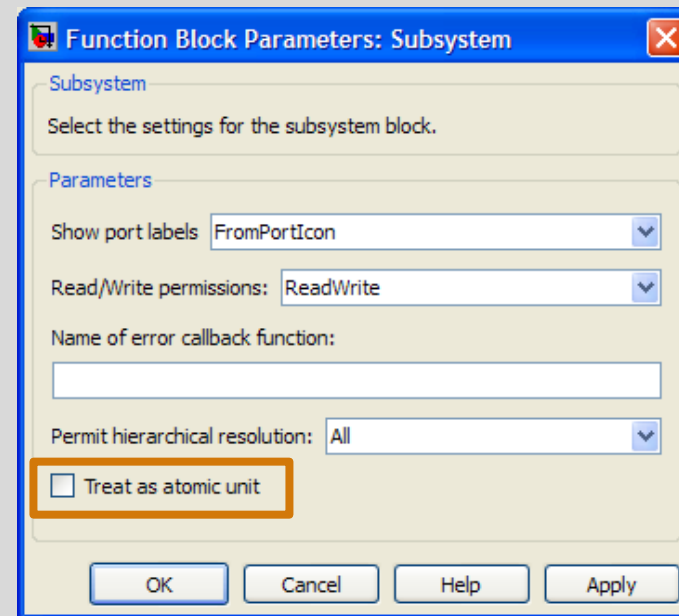 Function Block Parameters: Subsystem
Subsystem
Select the settings for the subsystem block.
Parameters
Show port labels FromPortIcon
Read/Write permissions: ReadWrite
Name of error callback function:
Permit hierarchical resolution: All
Treat as atomic unit
OK Cancel Help Apply